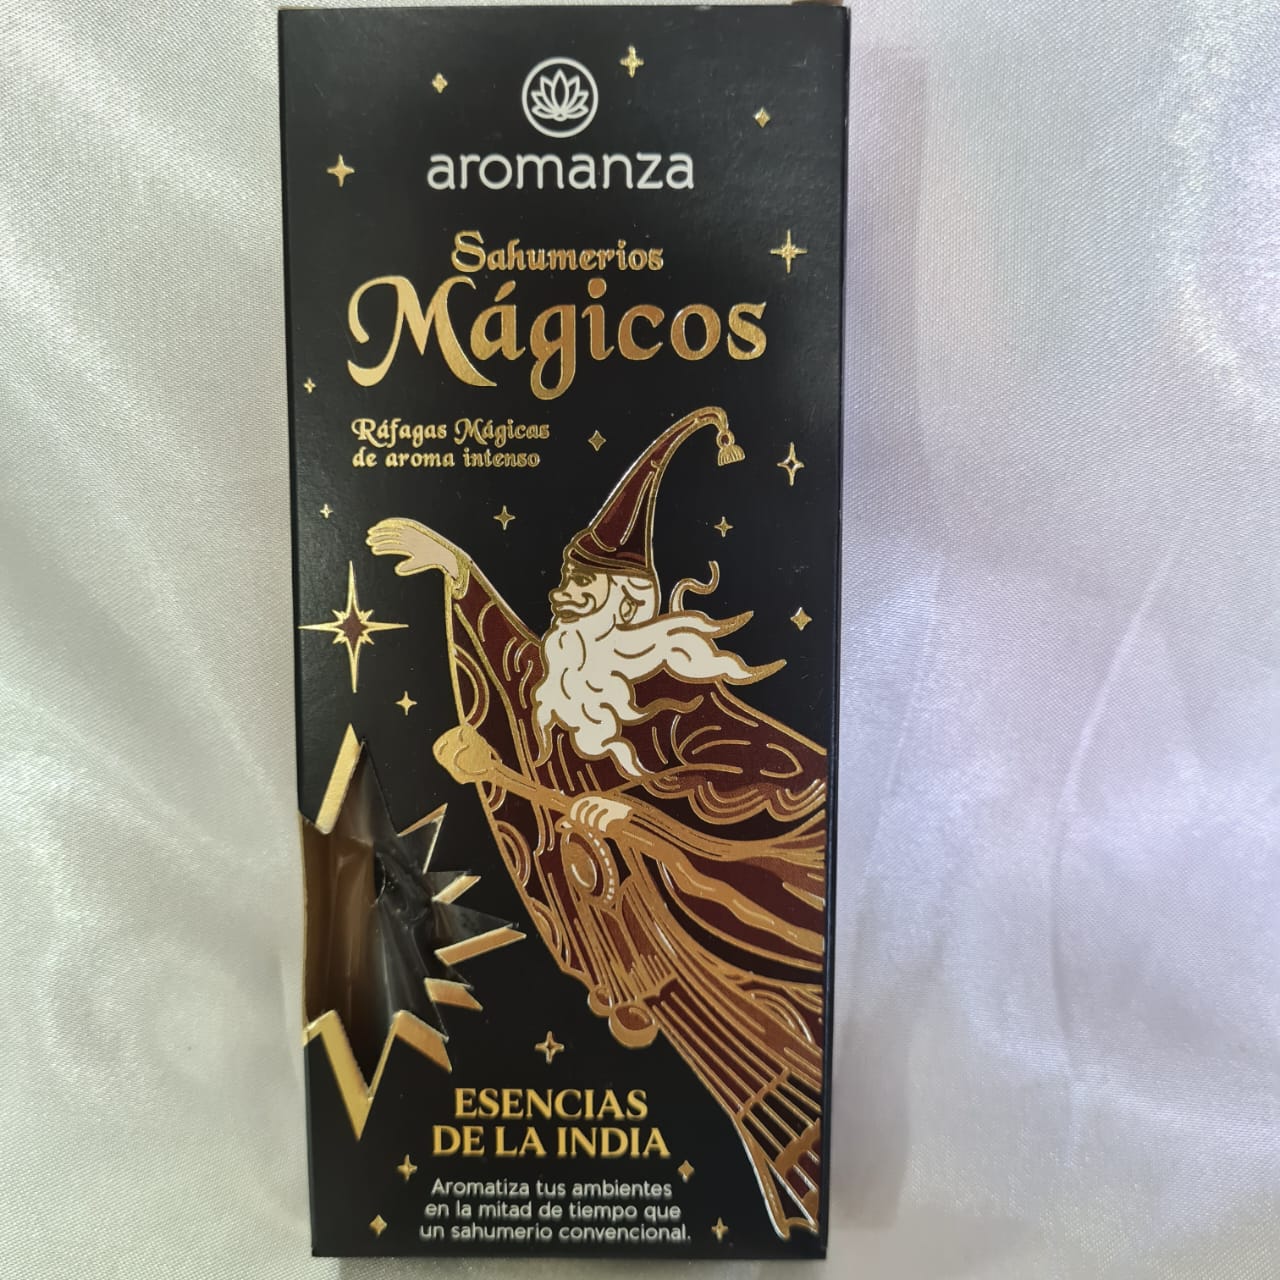 aromanza
Sahumerios
Mágicos
Ráfagas Mágicas
de aroma intenso
ESENCIAS
DE LA INDIA
Aromatiza tus ambientes
en la mitad de tiempo que
un sahumerio convencional.